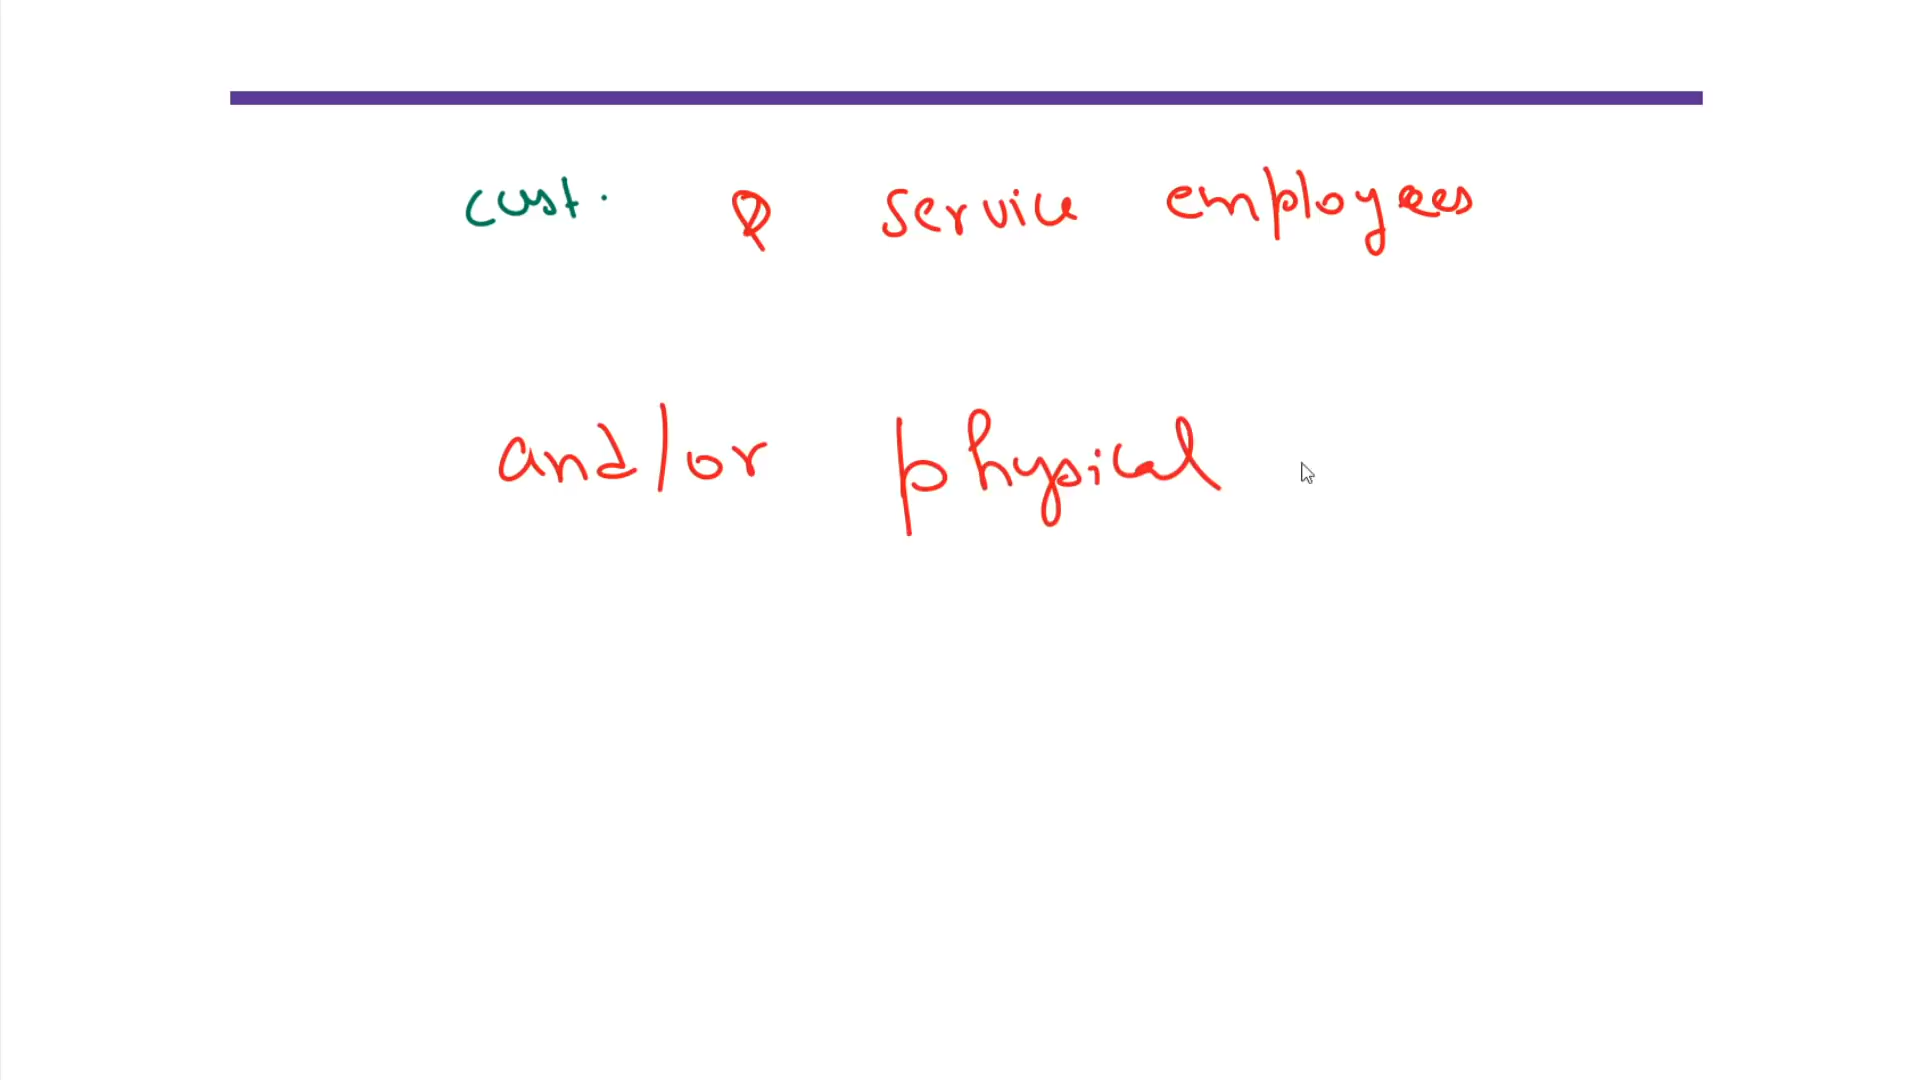 cust. & service employees
and/or physical